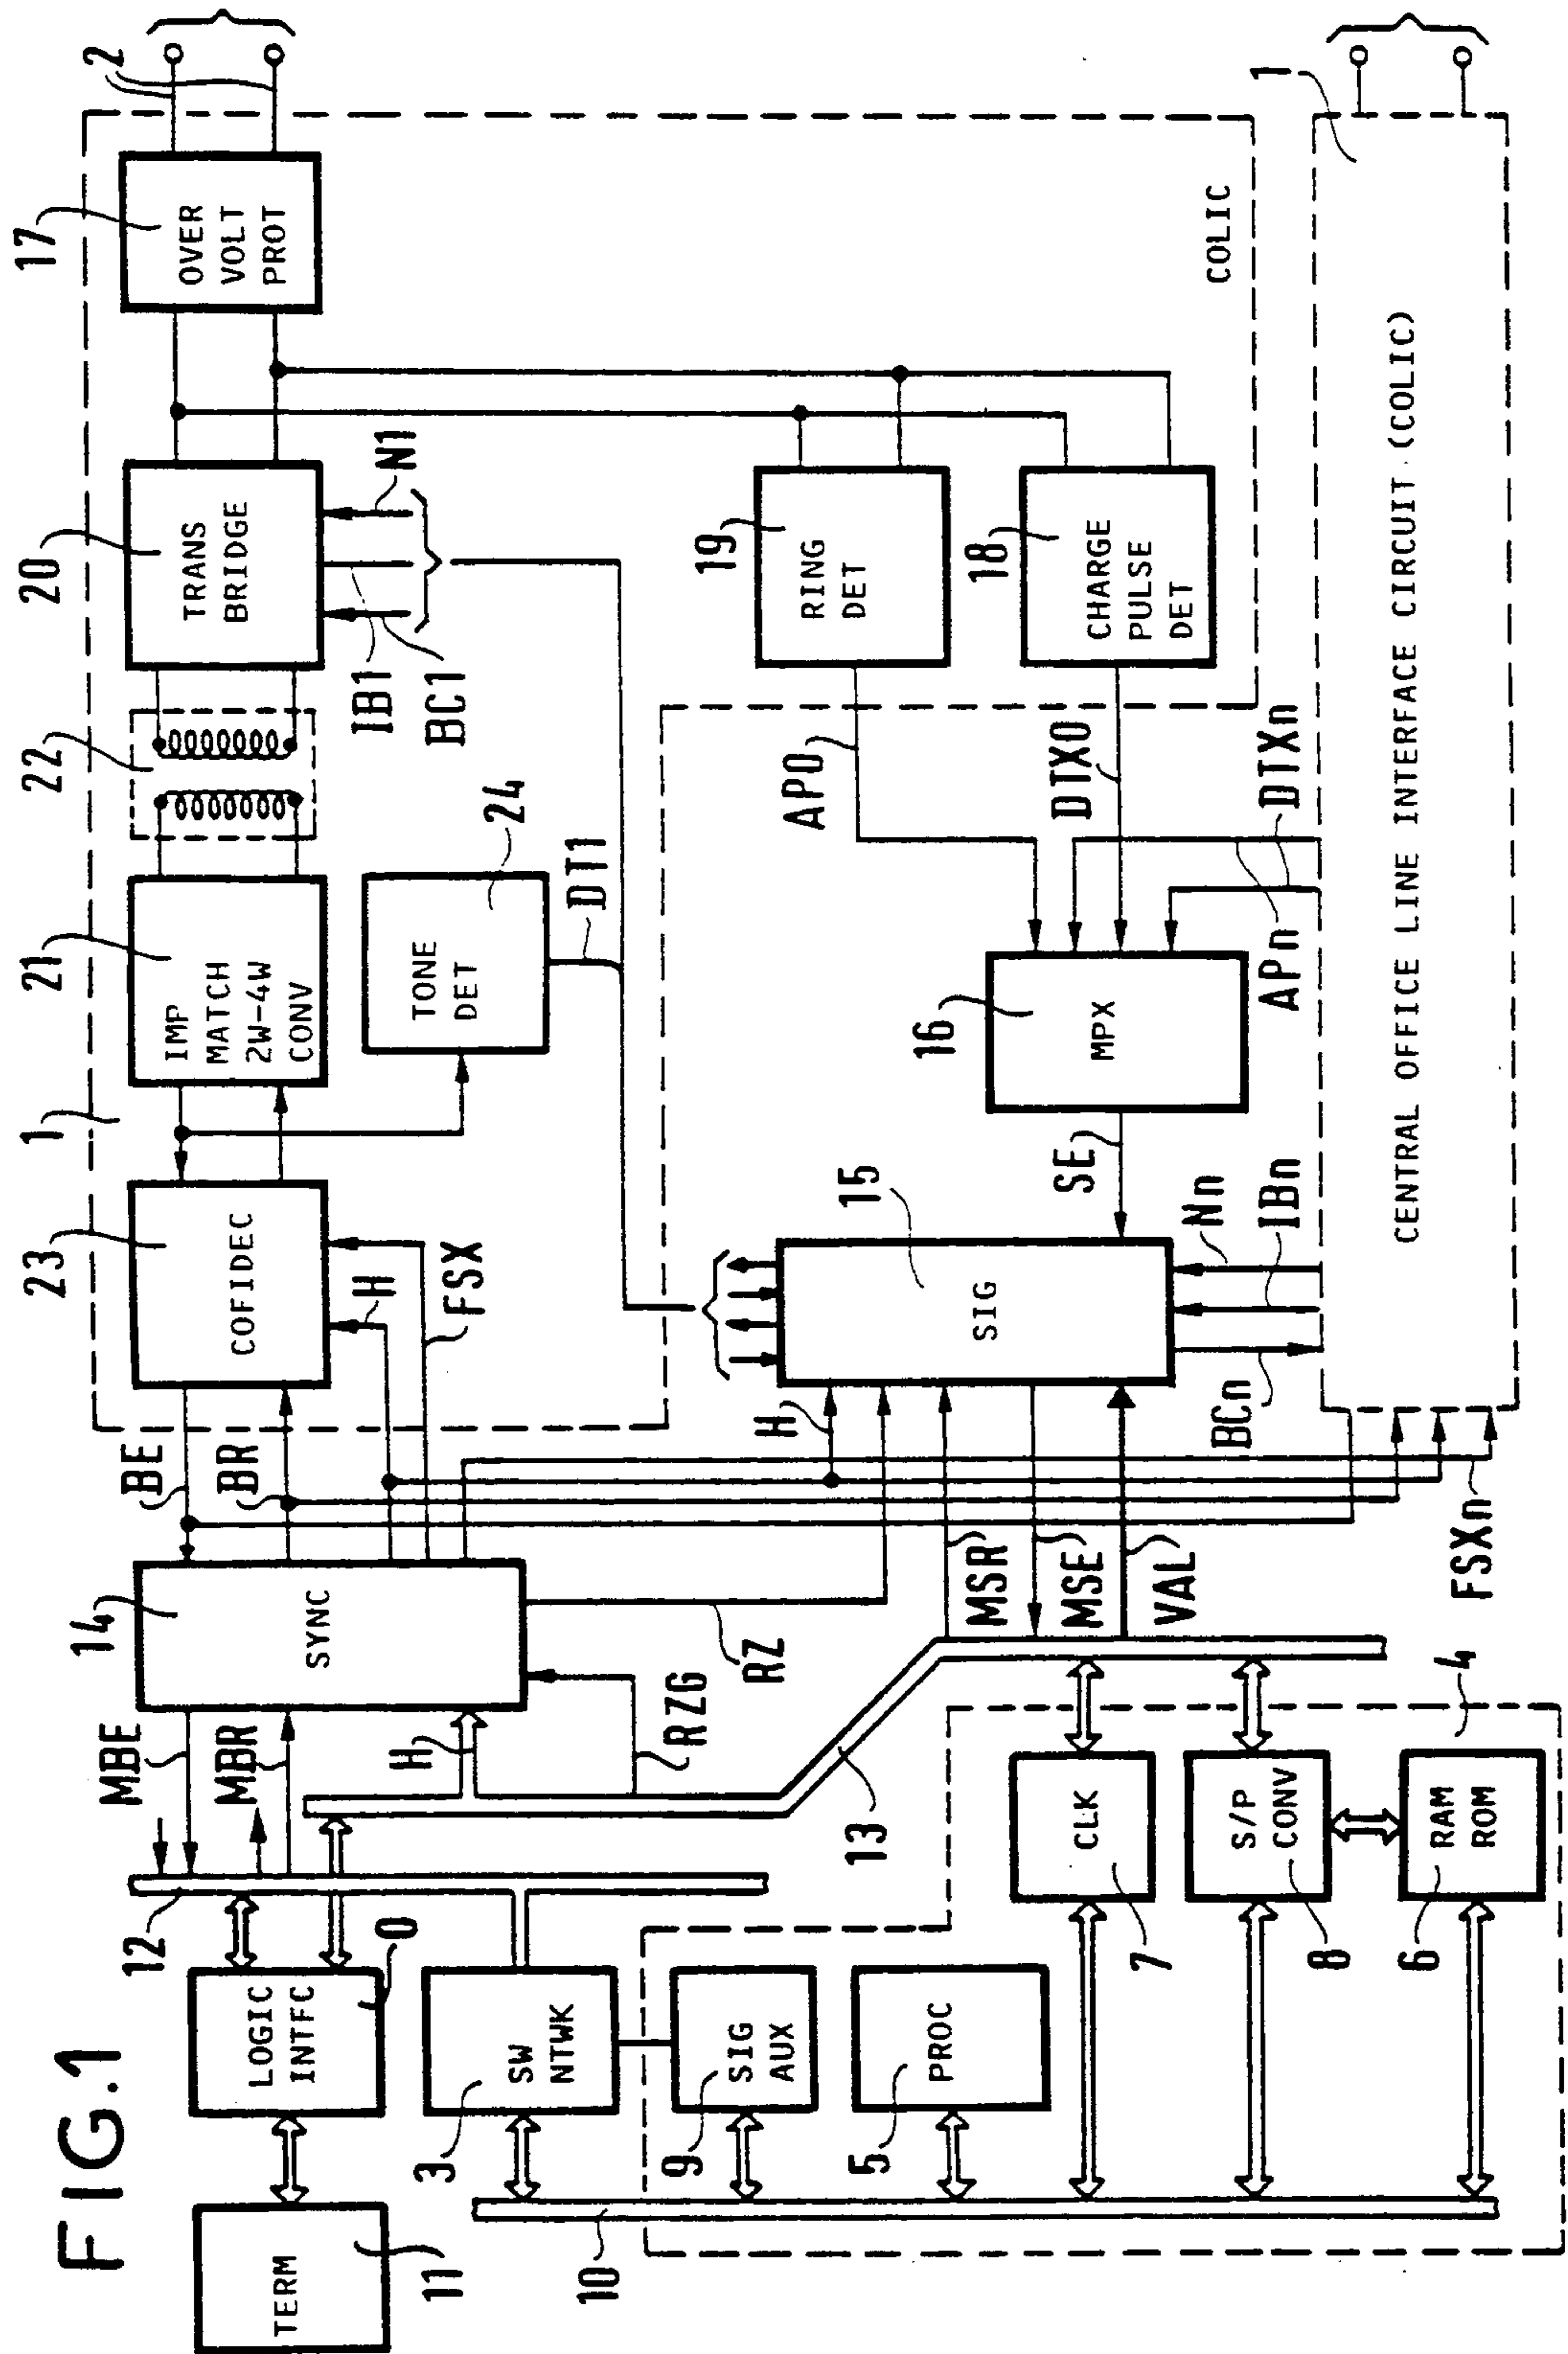 FIG.1
TERM
11
LOGIC
INTFC
0
12
MBE
MBR
H
RZG
SYNC
14
BE
BR
H
FSX
COFIDEC
23
1
IMP
MATCH
2W-4W
CONV
21
22
TRANS
BRIDGE
20
IB1
BC1
N1
OVER
VOLT
PROT
17
2
TONE
DET
24
DT1
COLIC
SW
NTWK
3
SIG
AUX
9
PROC
5
10
CLK
7
S/P
CONV
8
RAM
ROM
6
4
13
RZ
MSR
MSE
VAL
H
SIG
15
SE
MPX
16
AP0
DTX0
APn
DTXn
RING
DET
19
CHARGE
PULSE
DET
18
Nn
IBn
BCn
FSXn
CENTRAL OFFICE LINE INTERFACE CIRCUIT (COLIC)
1